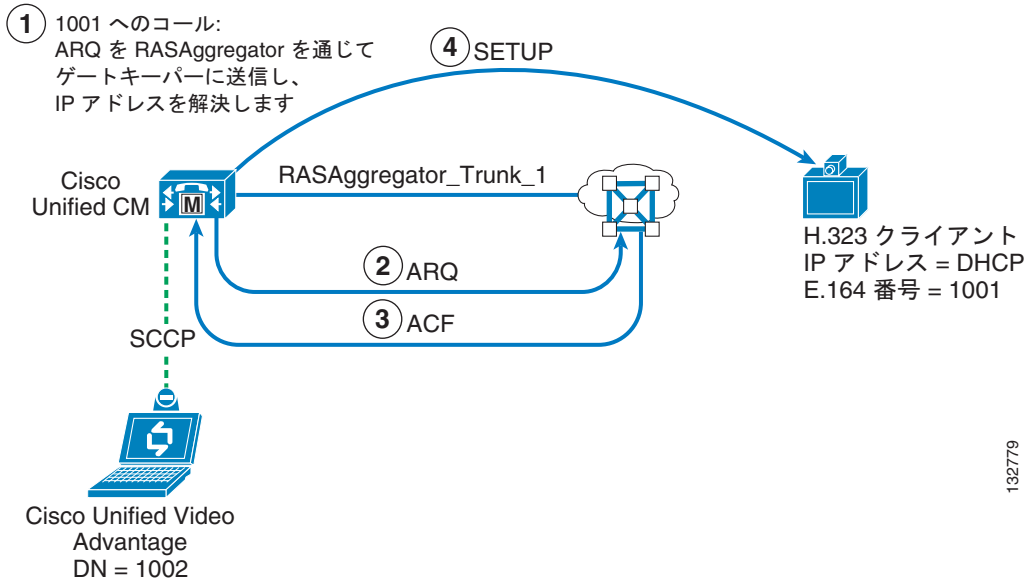 1 1001 へのコール:
ARQ を RASAggregator を通じて
ゲートキーパーに送信し、
IP アドレスを解決します
4 SETUP
Cisco
Unified CM
M
RASAggregator_Trunk_1
2 ARQ
3 ACF
H.323 クライアント
IP アドレス = DHCP
E.164 番号 = 1001
SCCP
Cisco Unified Video
Advantage
DN = 1002
132779